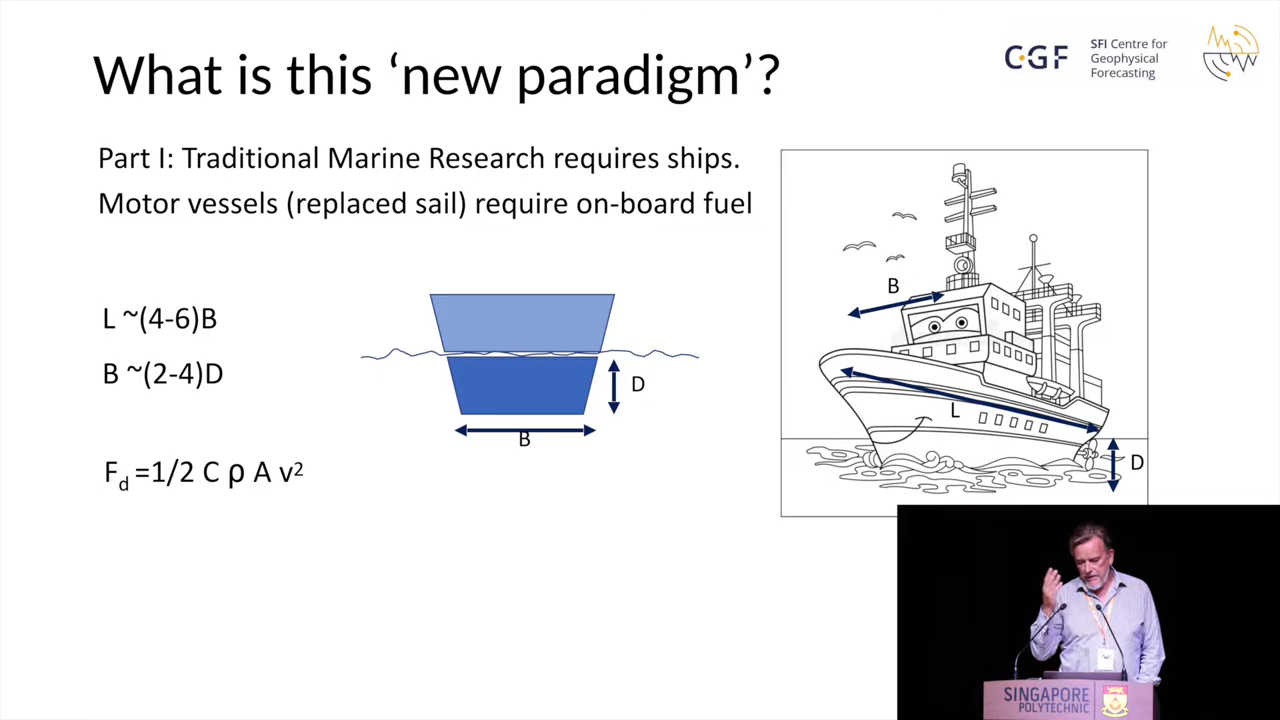 What is this ‘new paradigm’?
CGF
SFI Centre for
Geophysical
Forecasting
Part I: Traditional Marine Research requires ships.
Motor vessels (replaced sail) require on-board fuel
L ~(4-6)B
B ~(2-4)D
F_d =1/2 C ρ A v²
D
B
B
L
D
SINGAPORE
POLYTECHNIC